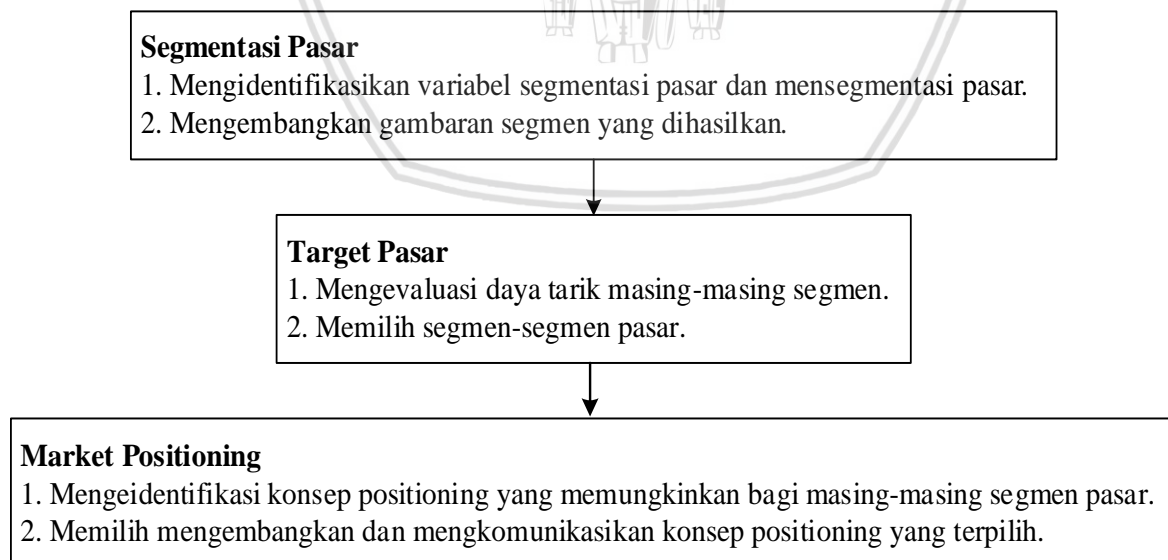 Segmentasi Pasar
1. Mengidentifikasikan variabel segmentasi pasar dan mensegmentasi pasar.
2. Mengembangkan gambaran segmen yang dihasilkan.
Target Pasar
1. Mengevaluasi daya tarik masing-masing segmen.
2. Memilih segmen-segmen pasar.
Market Positioning
1. Mengeidentifikasi konsep positioning yang memungkinkan bagi masing-masing segmen pasar.
2. Memilih mengembangkan dan mengkomunikasikan konsep positioning yang terpilih.